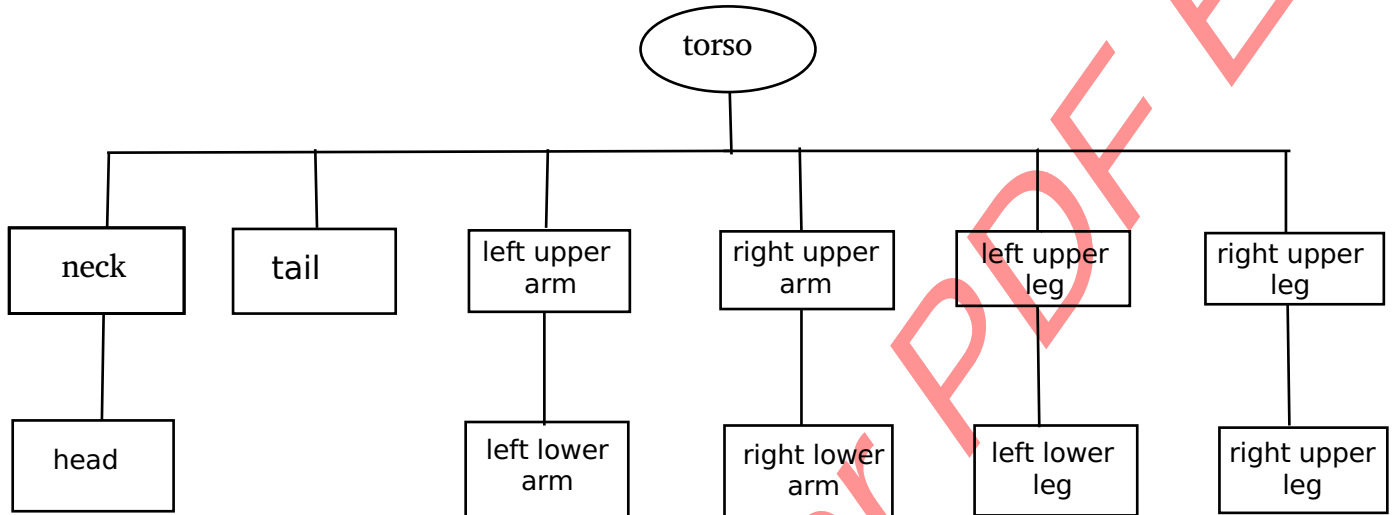 torso
neck
tail
left upper
arm
right upper
arm
left upper
leg
right upper
leg
head
left lower
arm
right lower
arm
left lower
leg
right upper
leg
r PDF E